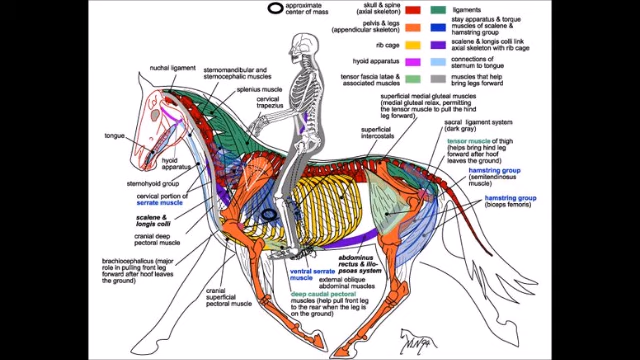 approximate
center of mass
skull & spine
(axial skeleton)
ligaments
pelvis & legs
(appendicular skeleton)
stay apparatus & torque
muscles of scalene &
hamstring group
rib cage
scalene & longis colli link
axial skeleton with rib cage
hyoid apparatus
connections of
sternum to tongue
tensor fascia latae &
associated muscles
muscles that help
bring legs forward
nuchal ligament
sternomandibular and
sternocephalic muscles
splenius muscle
cervical
trapezius
superficial medial gluteal muscles
(medial gluteal relax, permitting
the tensor muscle to pull the hind
leg forward)
superficial
intercostals
sacral ligament system
(dark gray)
tensor muscle of thigh
(helps bring hind leg
forward after hoof
leaves the ground)
tongue
hyoid
apparatus
hamstring group
(semitendinosus
muscle)
sternohyoid group
cervical portion of
serrate muscle
hamstring group
(biceps femoris)
scalene &
longis colli
cranial deep
pectoral muscle
brachiocephalicus (major
role in pulling front leg
forward after hoof leaves
the ground)
cranial
superficial
pectoral muscle
ventral serrate
muscle
abdominus
rectus & ilio-
psoas system
external oblique
abdominal muscles
deep caudal pectoral
muscles (help pull front leg
to the rear when the leg is
on the ground)